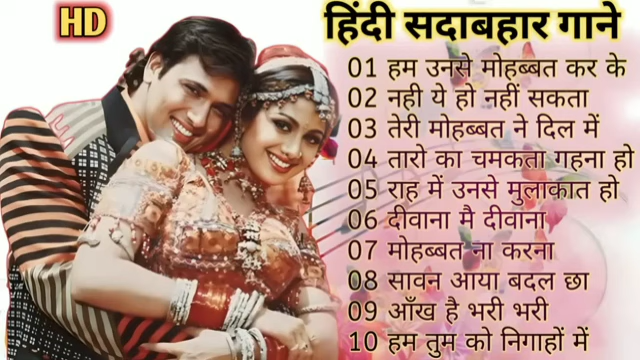 HD
हिंदी सदाबहार गाने
01 हम उनसे मोहब्बत कर के
02 नही ये हो नहीं सकता
03 तेरी मोहब्बत ने दिल में
04 तारो का चमकता गहना हो
05 राह में उनसे मुलाकात हो
06 दीवाना मै दीवाना
07 मोहब्बत ना करना
08 सावन आया बदल छा
09 आँख है भरी भरी
10 हम तुम को निगाहों में